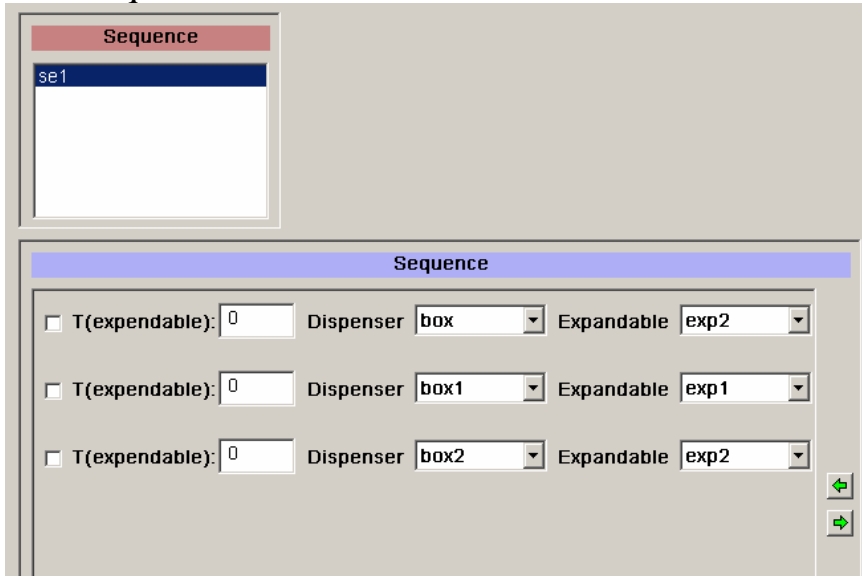 Sequence
se1
Sequence
T(expendable): 0 Dispenser box Expandable exp2
T(expendable): 0 Dispenser box1 Expandable exp1
T(expendable): 0 Dispenser box2 Expandable exp2